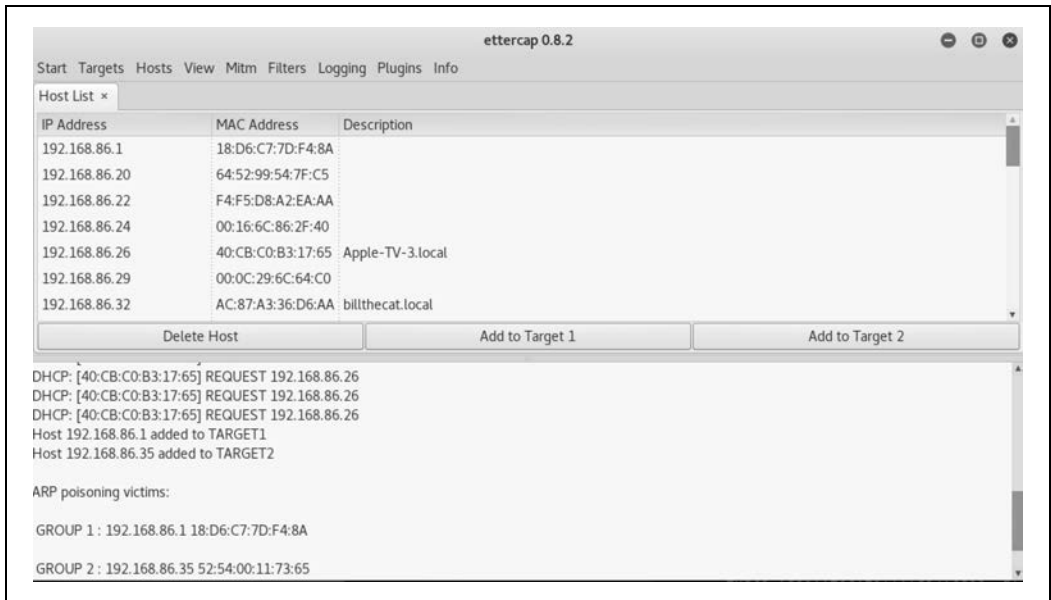 ettercap 0.8.2
Start Targets Hosts View Mitm Filters Logging Plugins Info
Host List ×
IP Address MAC Address Description
192.168.86.1 18:D6:C7:7D:F4:8A
192.168.86.20 64:52:99:54:7F:C5
192.168.86.22 F4:F5:D8:A2:EA:AA
192.168.86.24 00:16:6C:86:2F:40
192.168.86.26 40:CB:C0:B3:17:65 Apple-TV-3.local
192.168.86.29 00:0C:29:6C:64:C0
192.168.86.32 AC:87:A3:36:D6:AA billthecat.local
Delete Host Add to Target 1 Add to Target 2
DHCP: [40:CB:C0:B3:17:65] REQUEST 192.168.86.26
DHCP: [40:CB:C0:B3:17:65] REQUEST 192.168.86.26
DHCP: [40:CB:C0:B3:17:65] REQUEST 192.168.86.26
Host 192.168.86.1 added to TARGET1
Host 192.168.86.35 added to TARGET2
ARP poisoning victims:
GROUP 1 : 192.168.86.1 18:D6:C7:7D:F4:8A
GROUP 2 : 192.168.86.35 52:54:00:11:73:65